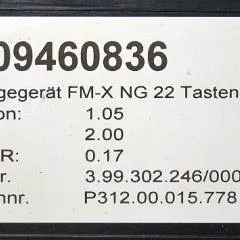 09460836
gegerät FM-X NG 22 Tasten
on: 1.05
2.00
R: 0.17
r. 3.99.302.246/000
nnr. P312.00.015.778